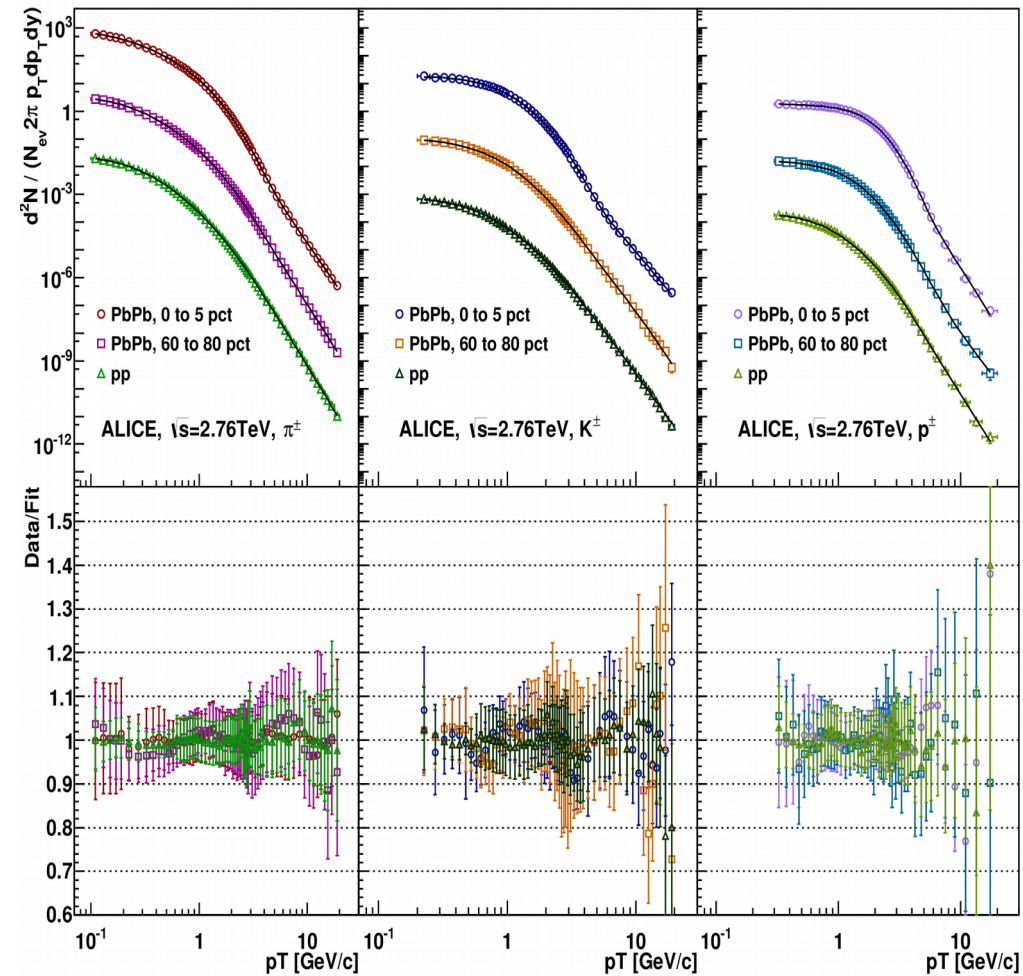 d²N / (N_ev 2π p_T dp_T dy)
10³
1
10⁻³
10⁻⁶
10⁻⁹
10⁻¹²
PbPb, 0 to 5 pct
PbPb, 60 to 80 pct
pp
ALICE, √s=2.76TeV, π±
PbPb, 0 to 5 pct
PbPb, 60 to 80 pct
pp
ALICE, √s=2.76TeV, K±
PbPb, 0 to 5 pct
PbPb, 60 to 80 pct
pp
ALICE, √s=2.76TeV, p±
Data/Fit
1.5
1.4
1.3
1.2
1.1
1
0.9
0.8
0.7
0.6
10⁻¹ 1 10
pT [GeV/c]
10⁻¹ 1 10
pT [GeV/c]
10⁻¹ 1 10
pT [GeV/c]